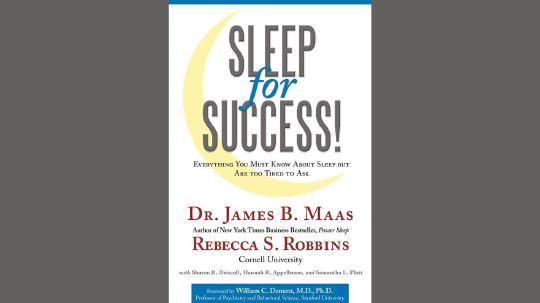 SLEEP
for
SUCCESS!
EVERYTHING YOU MUST KNOW ABOUT SLEEP BUT
ARE TOO TIRED TO ASK
DR. JAMES B. MAAS
Author of New York Times Business Bestseller, Power Sleep
REBECCA S. ROBBINS
Cornell University
with Sharon R. Driscoll, Hannah R. Appelbaum, and Samantha L. Platt
Foreword by William C. Dement, M.D., Ph.D.
Professor of Psychiatry and Behavioral Science, Stanford University